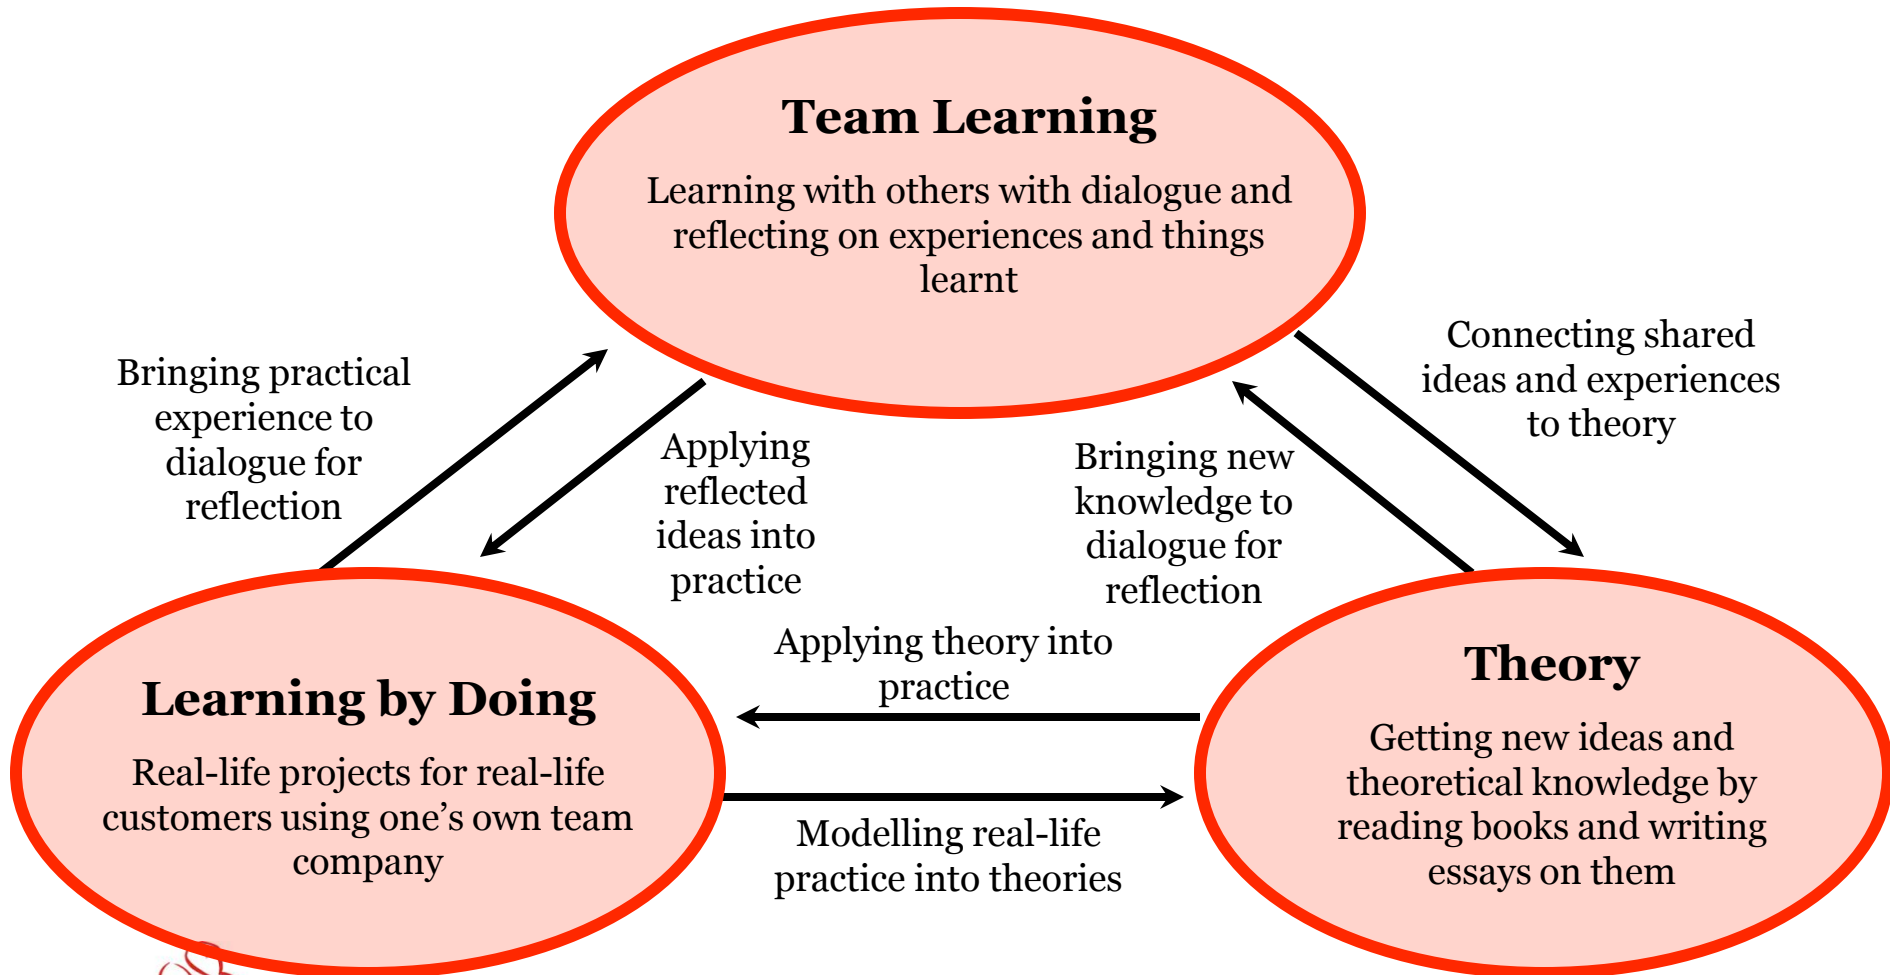 Team Learning
Learning with others with dialogue and
reflecting on experiences and things
learnt
Bringing practical
experience to
dialogue for
reflection
Applying
reflected
ideas into
practice
Bringing new
knowledge to
dialogue for
reflection
Connecting shared
ideas and experiences
to theory
Applying theory into
practice
Learning by Doing
Real-life projects for real-life
customers using one’s own team
company
Modelling real-life
practice into theories
Theory
Getting new ideas and
theoretical knowledge by
reading books and writing
essays on them